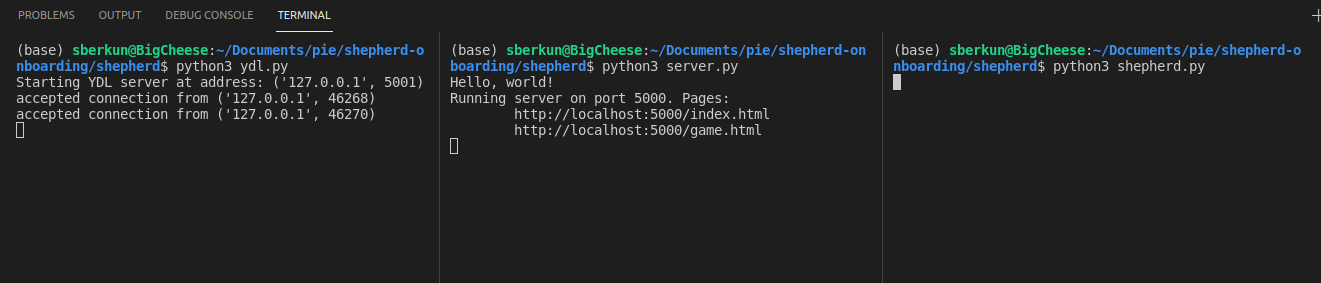 PROBLEMS OUTPUT DEBUG CONSOLE TERMINAL
(base) sberkun@BigCheese:~/Documents/pie/shepherd-o
nboarding/shepherd$ python3 ydl.py
Starting YDL server at address: ('127.0.0.1', 5001)
accepted connection from ('127.0.0.1', 46268)
accepted connection from ('127.0.0.1', 46270)
(base) sberkun@BigCheese:~/Documents/pie/shepherd-on
boarding/shepherd$ python3 server.py
Hello, world!
Running server on port 5000. Pages:
http://localhost:5000/index.html
http://localhost:5000/game.html
(base) sberkun@BigCheese:~/Documents/pie/shepherd-o
nboarding/shepherd$ python3 shepherd.py